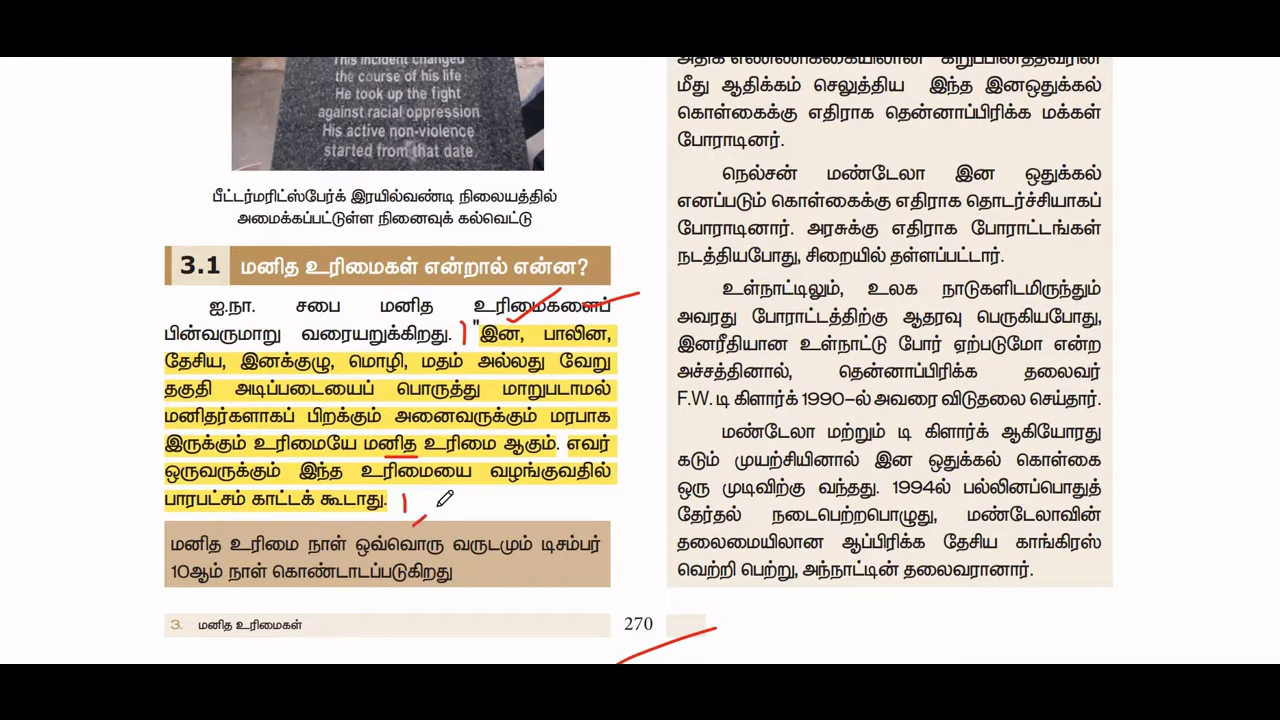 This incident changed
the course of his life
He took up the fight
against racial oppression
His active non-violence
started from that date.
பீட்டர்மரிட்ஸ்பேர்க் இரயில்வண்டி நிலையத்தில்
அமைக்கப்பட்டுள்ள நினைவுக் கல்வெட்டு
3.1 மனித உரிமைகள் என்றால் என்ன?
ஐ.நா. சபை மனித உரிமைகளைப்
பின்வருமாறு வரையறுக்கிறது. "இன, பாலின,
தேசிய, இனக்குழு, மொழி, மதம் அல்லது வேறு
தகுதி அடிப்படையைப் பொருத்து மாறுபடாமல்
மனிதர்களாகப் பிறக்கும் அனைவருக்கும் மரபாக
இருக்கும் உரிமையே மனித உரிமை ஆகும். எவர்
ஒருவருக்கும் இந்த உரிமையை வழங்குவதில்
பாரபட்சம் காட்டக் கூடாது.
மனித உரிமை நாள் ஒவ்வொரு வருடமும் டிசம்பர்
10ஆம் நாள் கொண்டாடப்படுகிறது
3. மனித உரிமைகள்
270
அதிக எண்ணிக்கையிலான கறுப்பினத்தவரின்
மீது ஆதிக்கம் செலுத்திய இந்த இனஒதுக்கல்
கொள்கைக்கு எதிராக தென்னாப்பிரிக்க மக்கள்
போராடினர்.
நெல்சன் மண்டேலா இன ஒதுக்கல்
எனப்படும் கொள்கைக்கு எதிராக தொடர்ச்சியாகப்
போராடினார். அரசுக்கு எதிராக போராட்டங்கள்
நடத்தியபோது, சிறையில் தள்ளப்பட்டார்.
உள்நாட்டிலும், உலக நாடுகளிடமிருந்தும்
அவரது போராட்டத்திற்கு ஆதரவு பெருகியபோது,
இனரீதியான உள்நாட்டு போர் ஏற்படுமோ என்ற
அச்சத்தினால், தென்னாப்பிரிக்க தலைவர்
F.W. டி கிளார்க் 1990–ல் அவரை விடுதலை செய்தார்.
மண்டேலா மற்றும் டி கிளார்க் ஆகியோரது
கடும் முயற்சியினால் இன ஒதுக்கல் கொள்கை
ஒரு முடிவிற்கு வந்தது. 1994ல் பல்லினப்பொதுத்
தேர்தல் நடைபெற்றபொழுது, மண்டேலாவின்
தலைமையிலான ஆப்பிரிக்க தேசிய காங்கிரஸ்
வெற்றி பெற்று, அந்நாட்டின் தலைவரானார்.